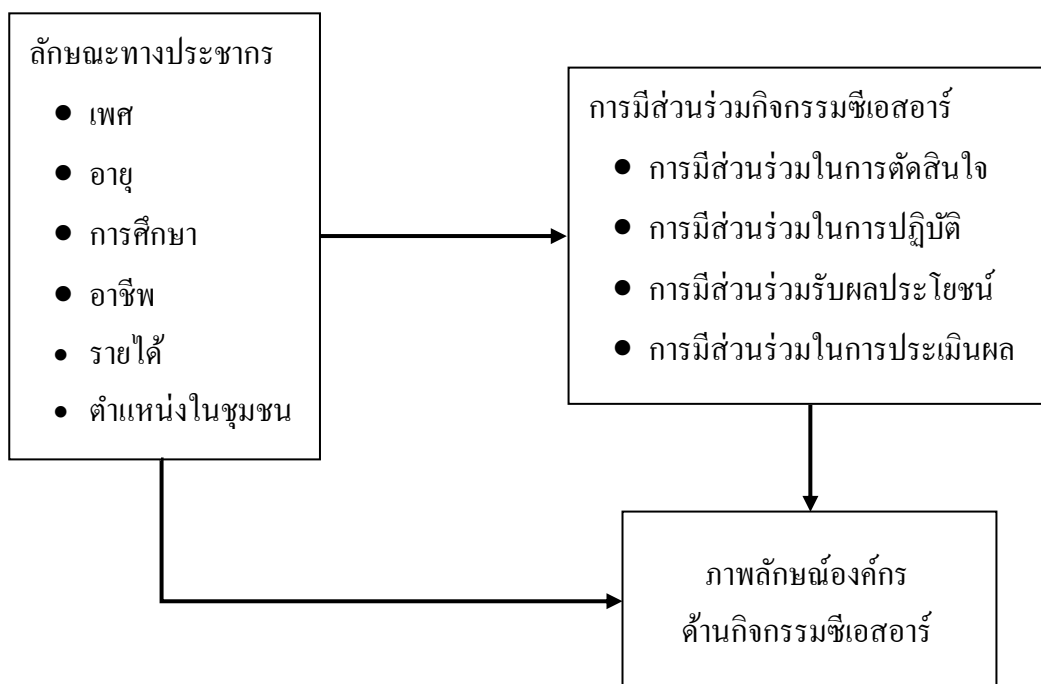 ลักษณะทางประชากร
● เพศ
● อายุ
● การศึกษา
● อาชีพ
● รายได้
● ตำแหน่งในชุมชน
การมีส่วนร่วมกิจกรรมซีเอสอาร์
● การมีส่วนร่วมในการตัดสินใจ
● การมีส่วนร่วมในการปฏิบัติ
● การมีส่วนร่วมรับผลประโยชน์
● การมีส่วนร่วมในการประเมินผล
ภาพลักษณ์องค์กร
ด้านกิจกรรมซีเอสอาร์